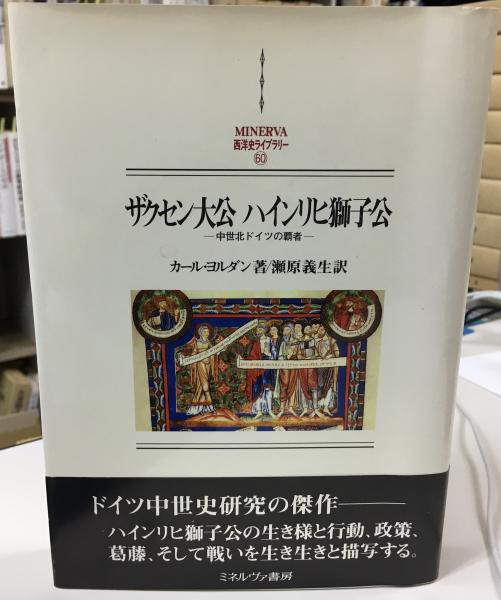 MINERVA
西洋史ライブラリー
60
ザクセン大公 ハインリヒ獅子公
―中世北ドイツの覇者―
カール・ヨルダン著/瀬原義生訳
ドイツ中世史研究の傑作――
ハインリヒ獅子公の生き様と行動、政策、
葛藤、そして戦いを生き生きと描写する。
ミネルヴァ書房